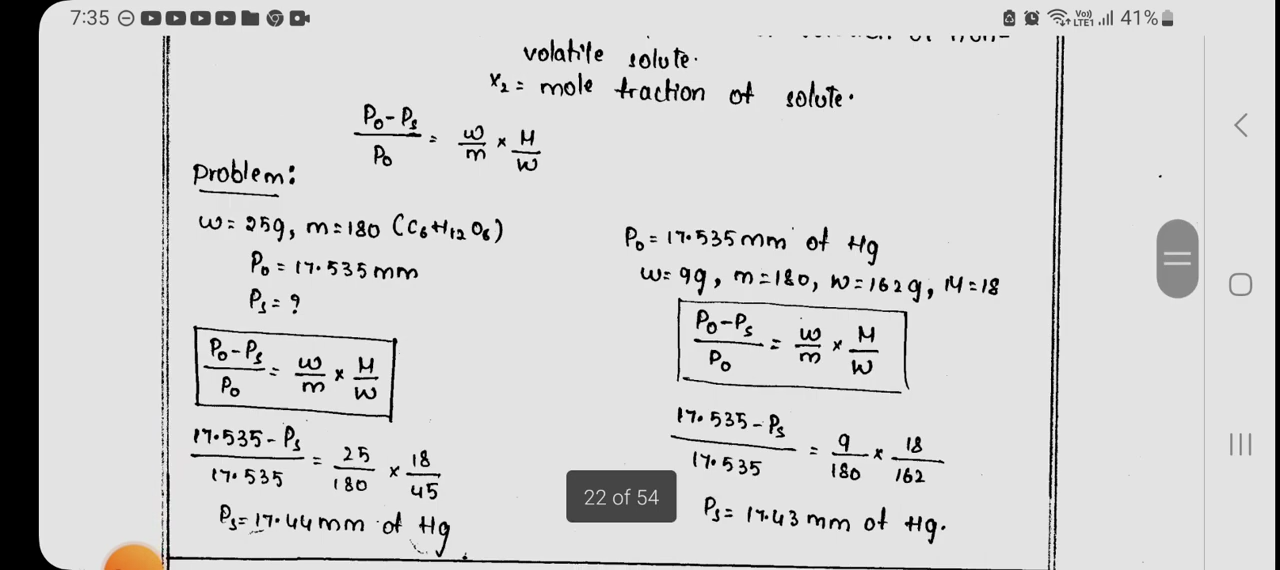 7:35
Vo)) LTE1 41%
volatile solute.
x₂ = mole fraction of solute.
(P₀-Pₛ)/P₀ = w/m × M/W
Problem:
w = 25g, m = 180 (C₆H₁₂O₆)
P₀ = 17.535 mm
Pₛ = ?
(P₀-Pₛ)/P₀ = w/m × M/W
(17.535 - Pₛ)/17.535 = 25/180 × 18/45
Pₛ = 17.44 mm of Hg
P₀ = 17.535 mm of Hg
w = 9g, m = 180, W = 162g, M = 18
(P₀-Pₛ)/P₀ = w/m × M/W
(17.535 - Pₛ)/17.535 = 9/180 × 18/162
Pₛ = 17.43 mm of Hg.
22 of 54